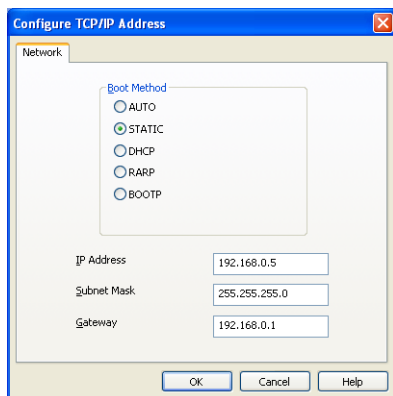 Configure TCP/IP Address
Network
Boot Method
AUTO
STATIC
DHCP
RARP
BOOTP
IP Address 192.168.0.5
Subnet Mask 255.255.255.0
Gateway 192.168.0.1
OK Cancel Help